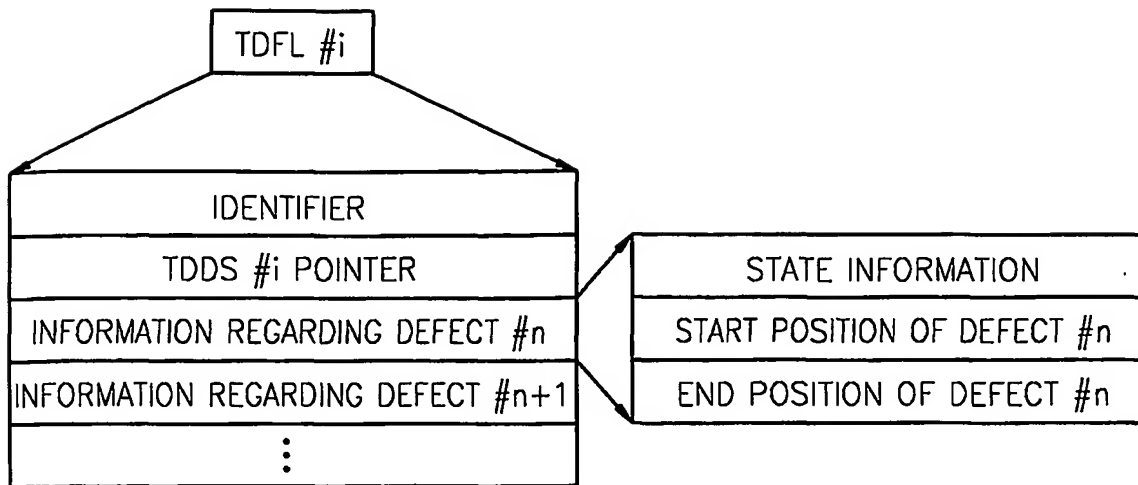 TDFL #i
IDENTIFIER
TDDS #i POINTER
INFORMATION REGARDING DEFECT #n
INFORMATION REGARDING DEFECT #n+1
⋮
STATE INFORMATION
START POSITION OF DEFECT #n
END POSITION OF DEFECT #n